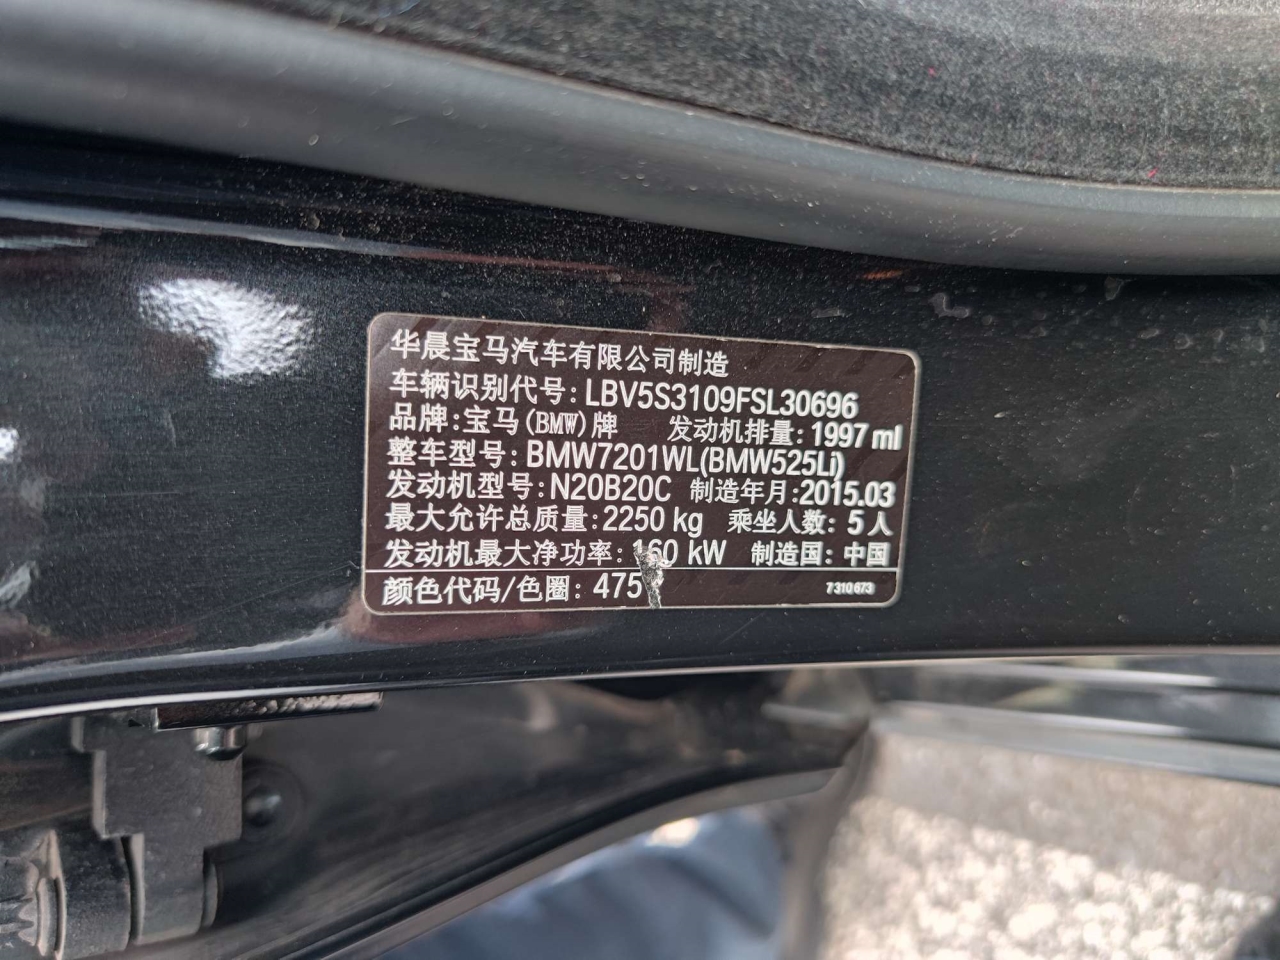 华晨宝马汽车有限公司制造
车辆识别代号: LBV5S3109FSL30696
品牌:宝马(BMW)牌 发动机排量: 1997 ml
整车型号: BMW7201WL(BMW525Li)
发动机型号: N20B20C 制造年月:2015.03
最大允许总质量: 2250 kg 乘坐人数: 5人
发动机最大净功率: 160 kW 制造国: 中国
颜色代码/色圈: 475 7310673